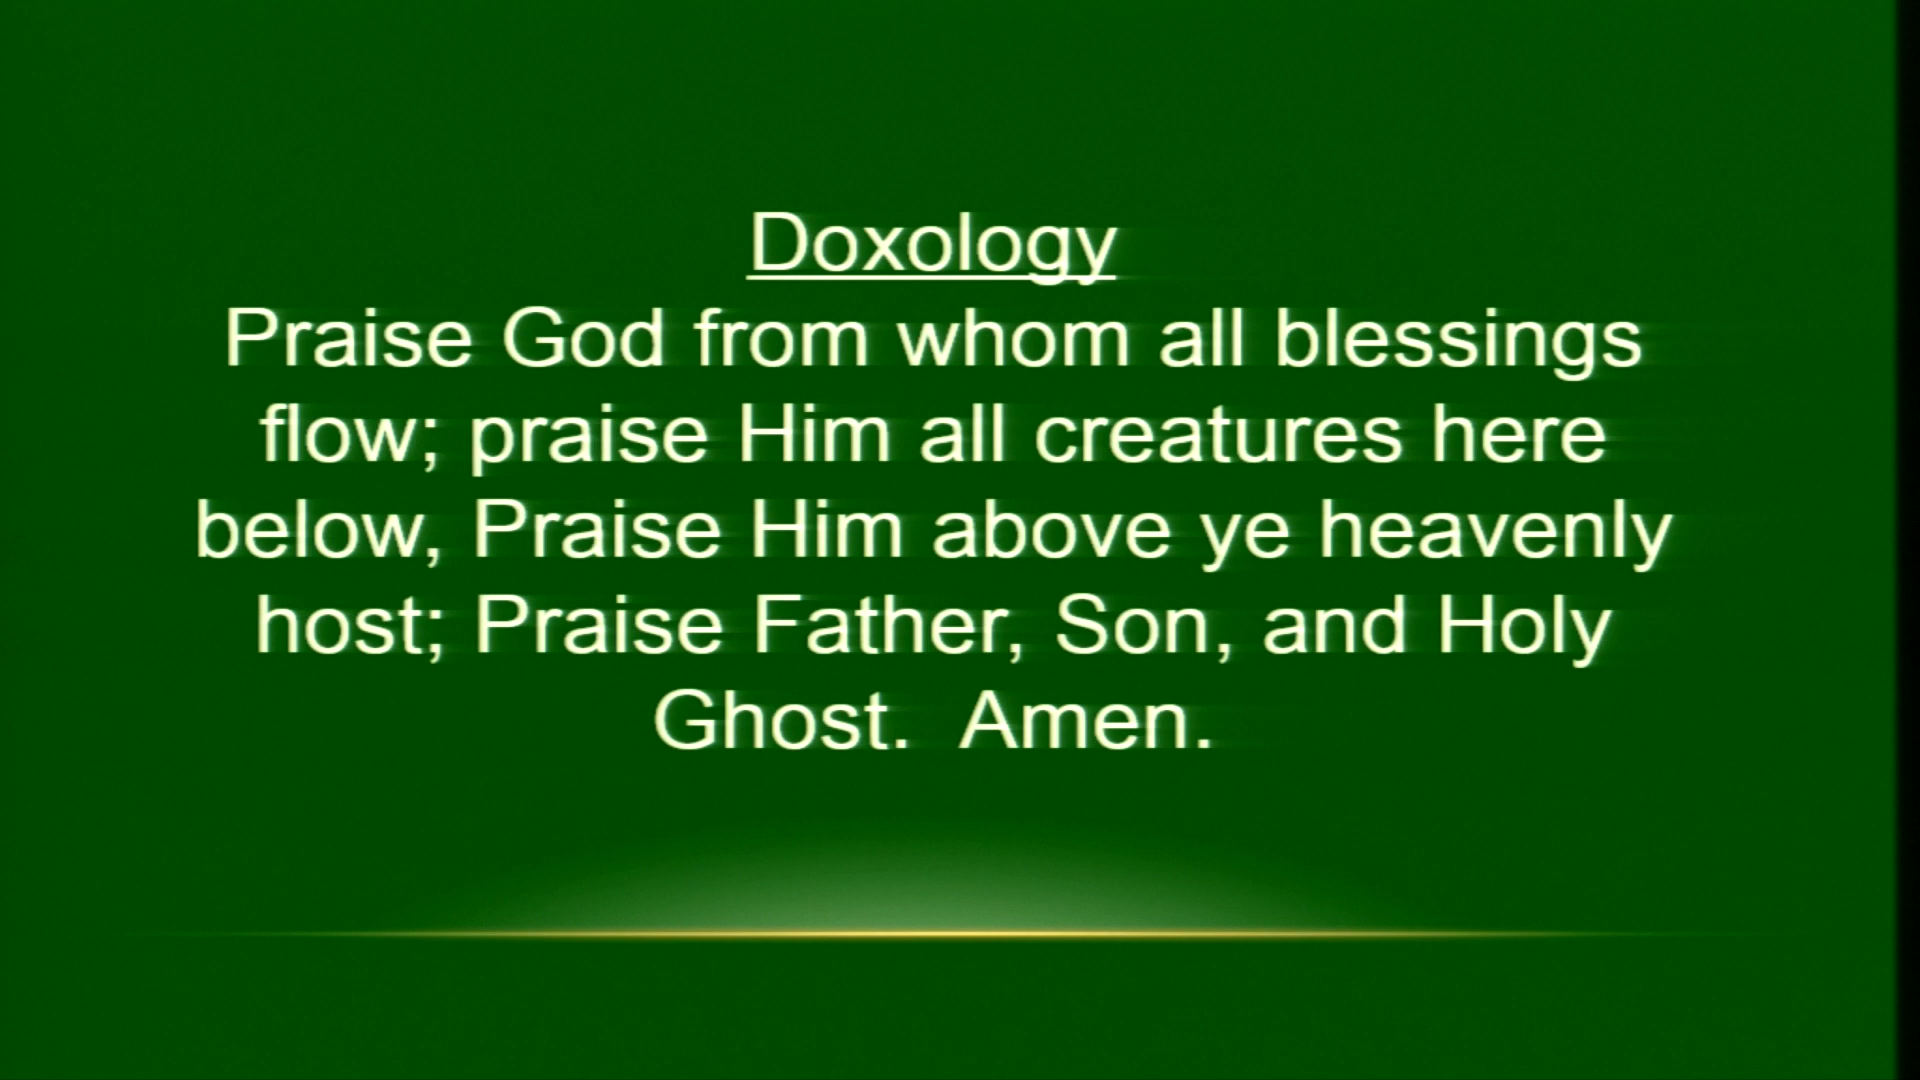 Doxology
Praise God from whom all blessings
flow; praise Him all creatures here
below, Praise Him above ye heavenly
host; Praise Father, Son, and Holy
Ghost.  Amen.